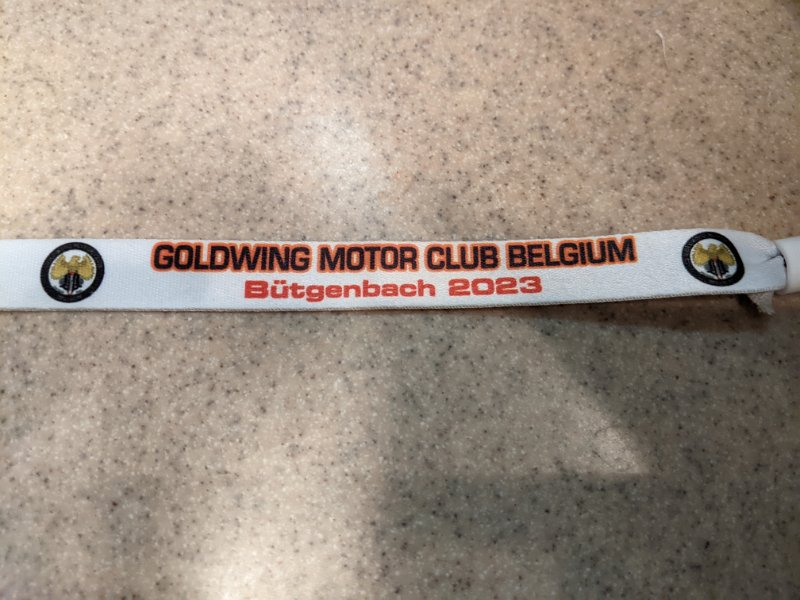 GOLDWING MOTOR CLUB BELGIUM
Bütgenbach 2023